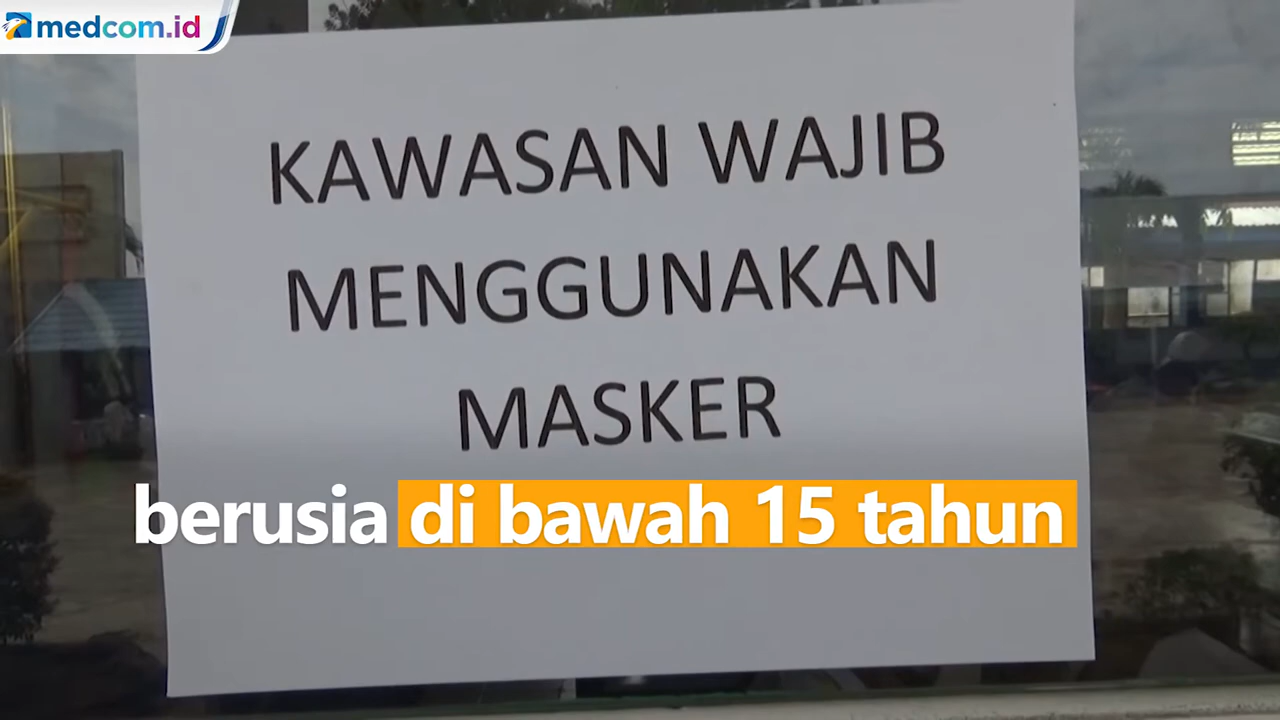 medcom.id
KAWASAN WAJIB
MENGGUNAKAN
MASKER
berusia di bawah 15 tahun